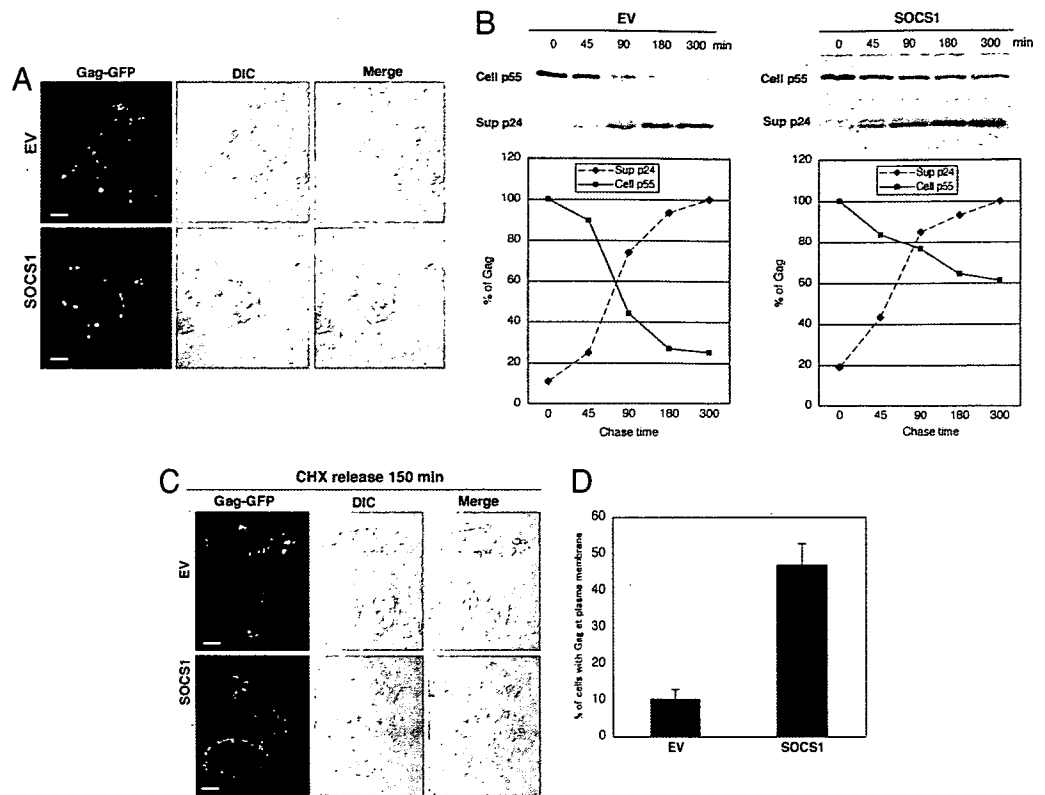 A
Gag-GFP DIC Merge
EV
SOCS1
B
EV
0 45 90 180 300 min
Cell p55
Sup p24
120
100
80
60
40
20
0
% of Gag
Sup p24
Cell p55
0 45 90 180 300
Chase time
SOCS1
0 45 90 180 300 min
Cell p55
Sup p24
120
100
80
60
40
20
0
% of Gag
Sup p24
Cell p55
0 45 90 180 300
Chase time
C
CHX release 150 min
Gag-GFP DIC Merge
EV
SOCS1
D
60
50
40
30
20
10
0
% of cells with Gag at plasma membrane
EV SOCS1